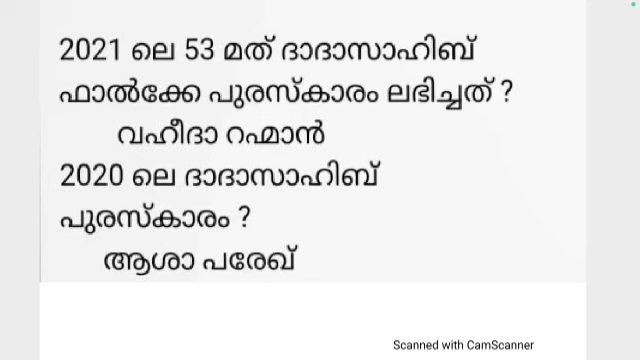 2021 ലെ 53 മത് ദാദാസാഹിബ്
ഫാൽക്കേ പുരസ്കാരം ലഭിച്ചത് ?
വഹീദാ റഹ്മാൻ
2020 ലെ ദാദാസാഹിബ്
പുരസ്കാരം ?
ആശാ പരേഖ്
Scanned with CamScanner